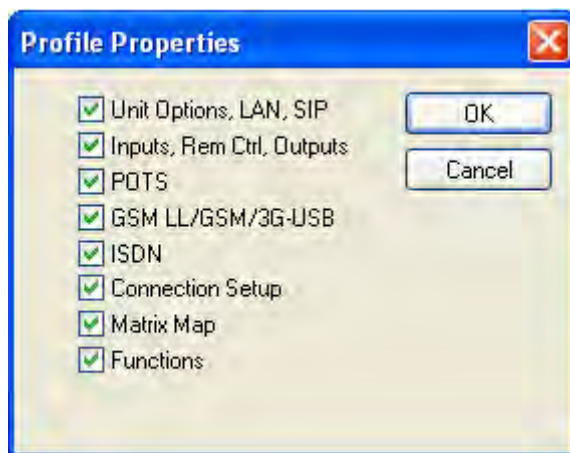 Profile Properties
Unit Options, LAN, SIP
Inputs, Rem Ctrl, Outputs
POTS
GSM LL/GSM/3G-USB
ISDN
Connection Setup
Matrix Map
Functions
OK
Cancel